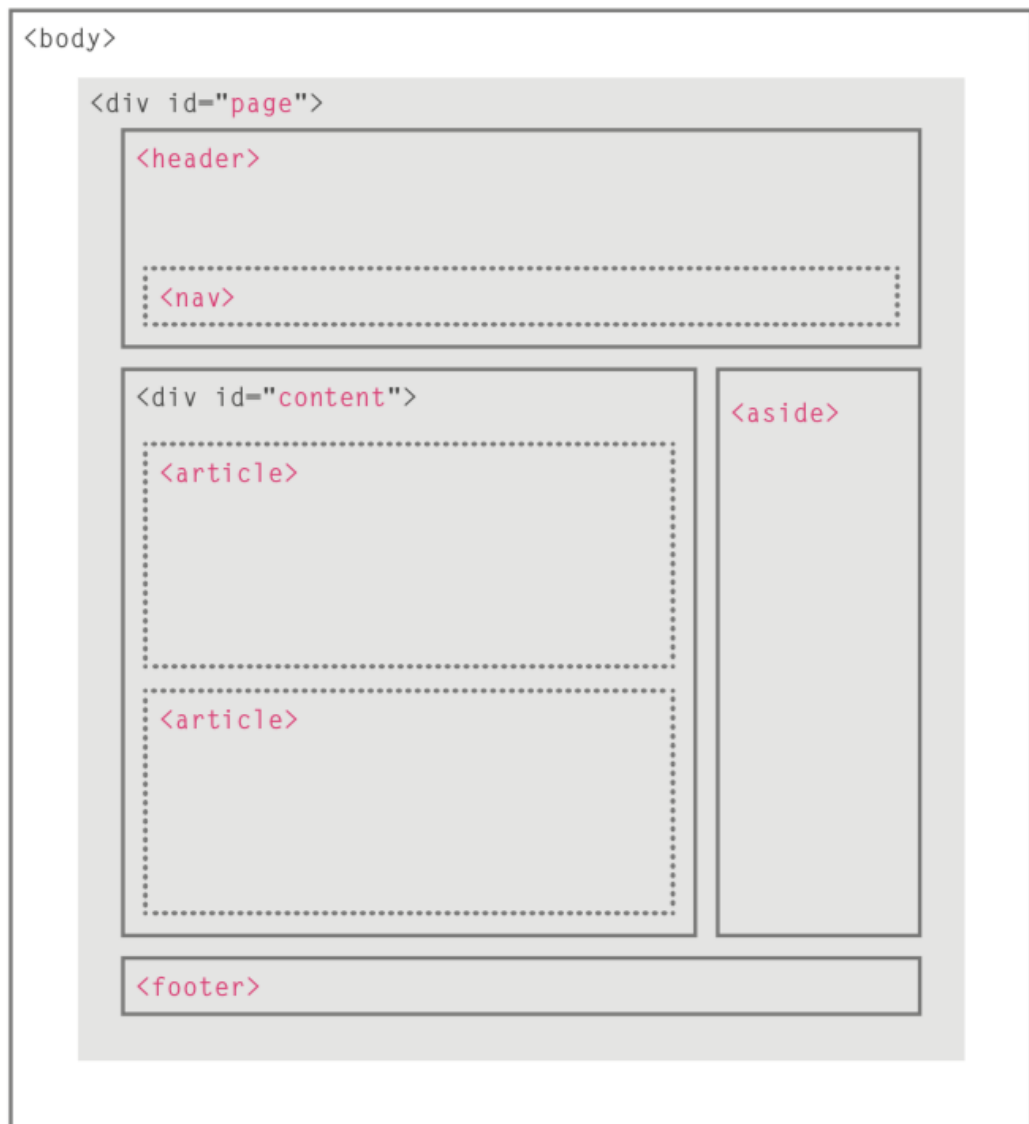 <body>
<div id="page">
<header>
<nav>
<div id="content">
<article>
<article>
<aside>
<footer>